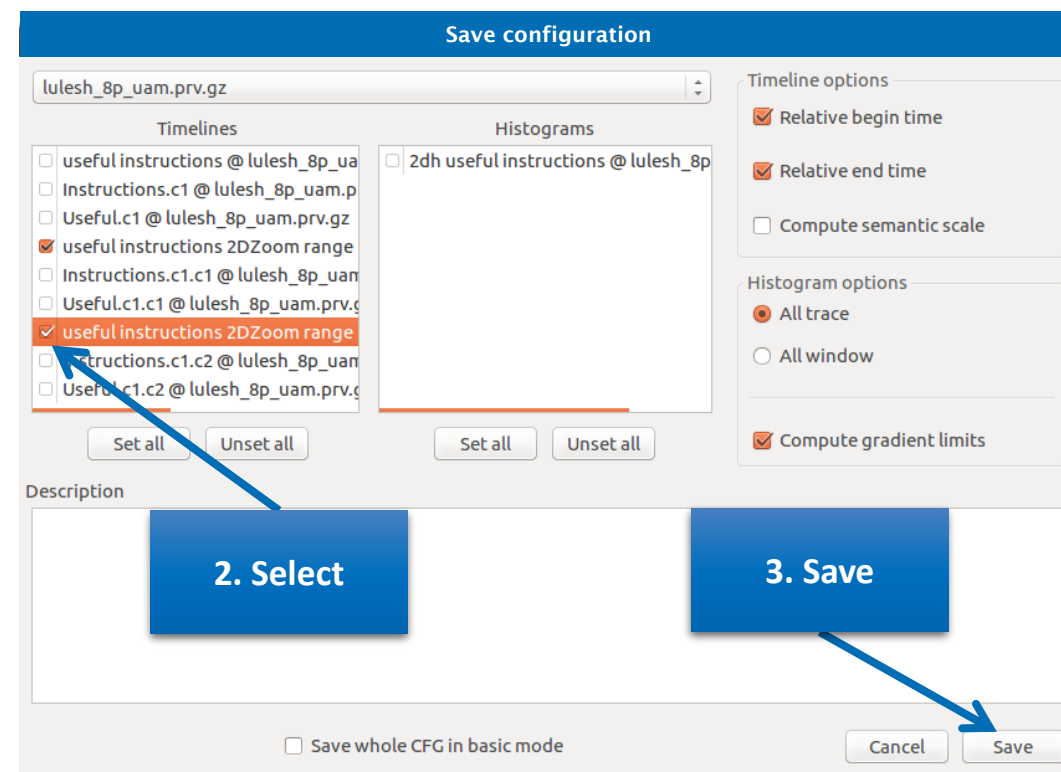 Save configuration
lulesh_8p_uam.prv.gz
Timelines
useful instructions @ lulesh_8p_ua
Instructions.c1 @ lulesh_8p_uam.p
Useful.c1 @ lulesh_8p_uam.prv.gz
useful instructions 2DZoom range
Instructions.c1.c1 @ lulesh_8p_uam
Useful.c1.c1 @ lulesh_8p_uam.prv.g
useful instructions 2DZoom range
Instructions.c1.c2 @ lulesh_8p_uam
Useful.c1.c2 @ lulesh_8p_uam.prv.g
Set all
Unset all
Histograms
2dh useful instructions @ lulesh_8p
Set all
Unset all
Timeline options
Relative begin time
Relative end time
Compute semantic scale
Histogram options
All trace
All window
Compute gradient limits
Description
2. Select
3. Save
Save whole CFG in basic mode
Cancel
Save